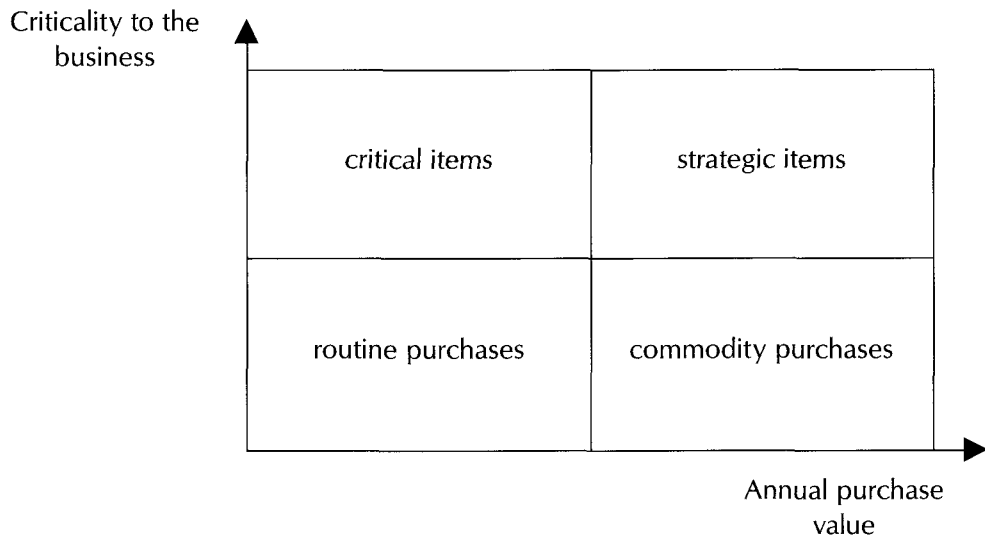 Criticality to the
business
critical items
strategic items
routine purchases
commodity purchases
Annual purchase
value